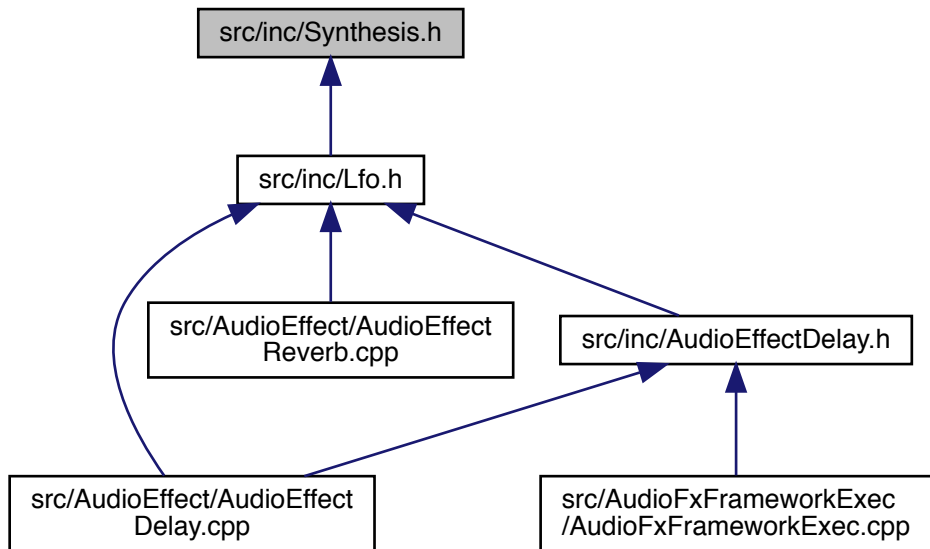 src/inc/Synthesis.h
src/inc/Lfo.h
src/AudioEffect/AudioEffect
Reverb.cpp
src/inc/AudioEffectDelay.h
src/AudioEffect/AudioEffect
Delay.cpp
src/AudioFxFrameworkExec
/AudioFxFrameworkExec.cpp